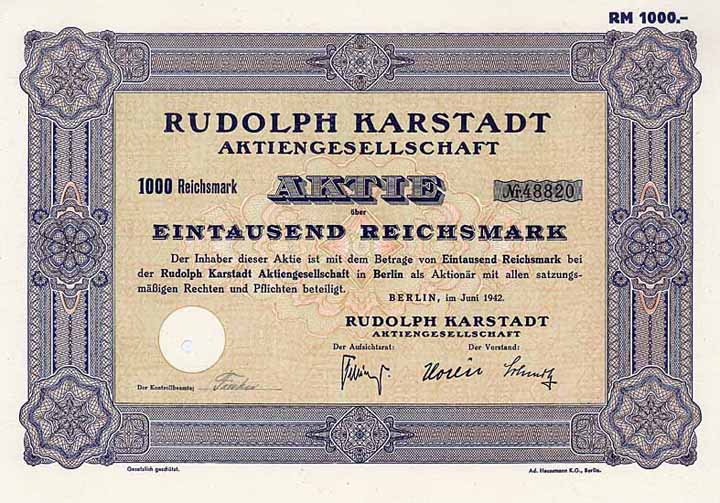 RM 1000.-
RUDOLPH KARSTADT
AKTIENGESELLSCHAFT
1000 Reichsmark AKTIE Nr. 48820
über
EINTAUSEND REICHSMARK
Der Inhaber dieser Aktie ist mit dem Betrage von Eintausend Reichsmark bei
der Rudolph Karstadt Aktiengesellschaft in Berlin als Aktionär mit allen satzungs-
mäßigen Rechten und Pflichten beteiligt.
BERLIN, im Juni 1942.
RUDOLPH KARSTADT
AKTIENGESELLSCHAFT
Der Aufsichtsrat: Der Vorstand:
Der Kontrollbeamte:
Gesetzlich geschützt. Ad. Haussmann K.G., Berlin.